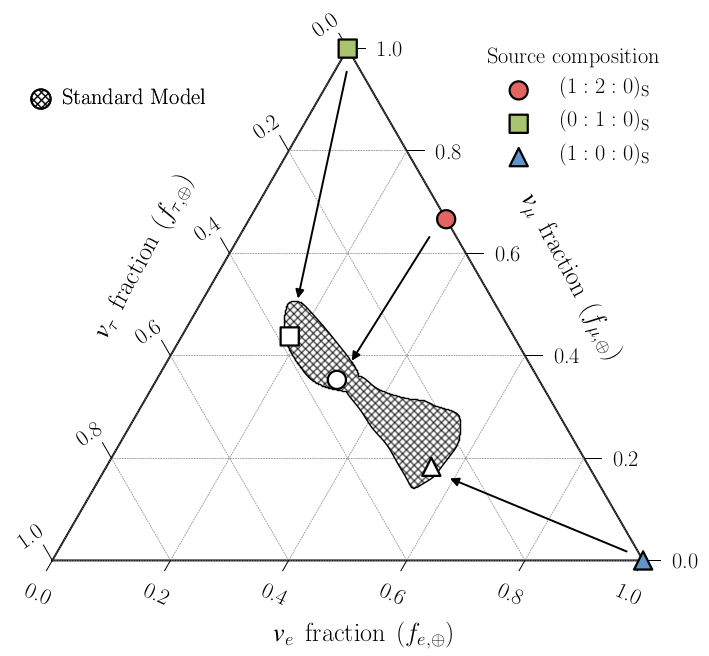 Source composition
(1 : 2 : 0)S
(0 : 1 : 0)S
(1 : 0 : 0)S
Standard Model
0.0
0.2
0.4
0.6
0.8
1.0
ντ fraction (fτ,⊕)
1.0
0.8
0.6
0.4
0.2
0.0
νμ fraction (fμ,⊕)
0.0
0.2
0.4
0.6
0.8
1.0
νe fraction (fe,⊕)